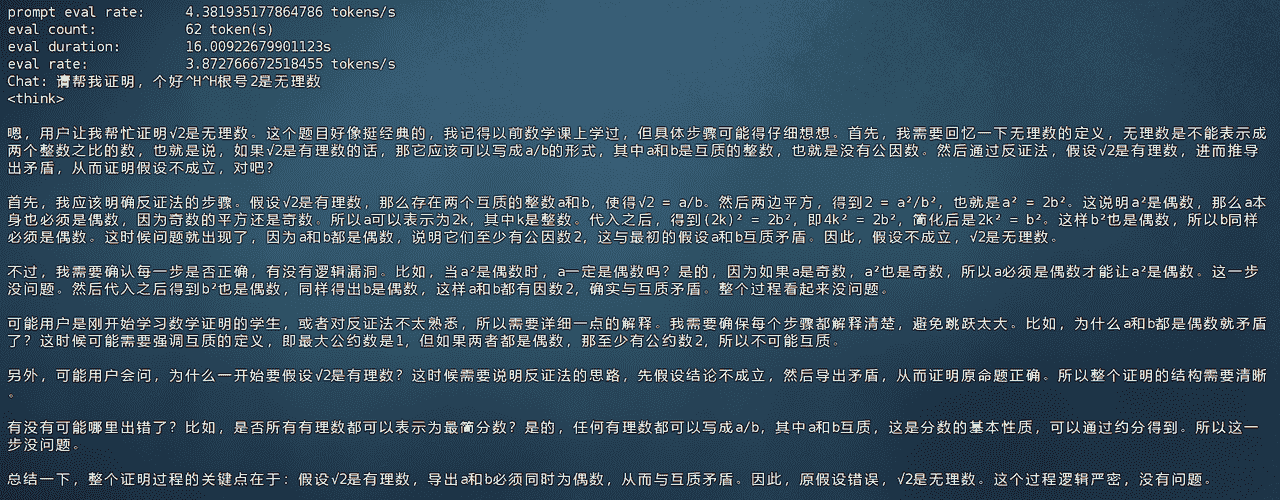 prompt eval rate:     4.381935177864786 tokens/s
eval count:           62 token(s)
eval duration:        16.00922679901123s
eval rate:            3.872766672518455 tokens/s
Chat: 请帮我证明，个好^H^H根号2是无理数
<think>
嗯，用户让我帮忙证明√2是无理数。这个题目好像挺经典的，我记得以前数学课上学过，但具体步骤可能得仔细想想。首先，我需要回忆一下无理数的定义，无理数是不能表示成
两个整数之比的数，也就是说，如果√2是有理数的话，那它应该可以写成a/b的形式，其中a和b是互质的整数，也就是没有公因数。然后通过反证法，假设√2是有理数，进而推导
出矛盾，从而证明假设不成立，对吧？
首先，我应该明确反证法的步骤。假设√2是有理数，那么存在两个互质的整数a和b，使得√2 = a/b。然后两边平方，得到2 = a²/b²，也就是a² = 2b²。这说明a²是偶数，那么a本
身也必须是偶数，因为奇数的平方还是奇数。所以a可以表示为2k，其中k是整数。代入之后，得到(2k)² = 2b²，即4k² = 2b²，简化后是2k² = b²。这样b²也是偶数，所以b同样
必须是偶数。这时候问题就出现了，因为a和b都是偶数，说明它们至少有公因数2，这与最初的假设a和b互质矛盾。因此，假设不成立，√2是无理数。
不过，我需要确认每一步是否正确，有没有逻辑漏洞。比如，当a²是偶数时，a一定是偶数吗？是的，因为如果a是奇数，a²也是奇数，所以a必须是偶数才能让a²是偶数。这一步
没问题。然后代入之后得到b²也是偶数，同样得出b是偶数，这样a和b都有因数2，确实与互质矛盾。整个过程看起来没问题。
可能用户是刚开始学习数学证明的学生，或者对反证法不太熟悉，所以需要详细一点的解释。我需要确保每个步骤都解释清楚，避免跳跃太大。比如，为什么a和b都是偶数就矛盾
了？这时候可能需要强调互质的定义，即最大公约数是1，但如果两者都是偶数，那至少有公约数2，所以不可能互质。
另外，可能用户会问，为什么一开始要假设√2是有理数？这时候需要说明反证法的思路，先假设结论不成立，然后导出矛盾，从而证明原命题正确。所以整个证明的结构需要清晰
。
有没有可能哪里出错了？比如，是否所有有理数都可以表示为最简分数？是的，任何有理数都可以写成a/b，其中a和b互质，这是分数的基本性质，可以通过约分得到。所以这一
步没问题。
总结一下，整个证明过程的关键点在于：假设√2是有理数，导出a和b必须同时为偶数，从而与互质矛盾。因此，原假设错误，√2是无理数。这个过程逻辑严密，没有问题。